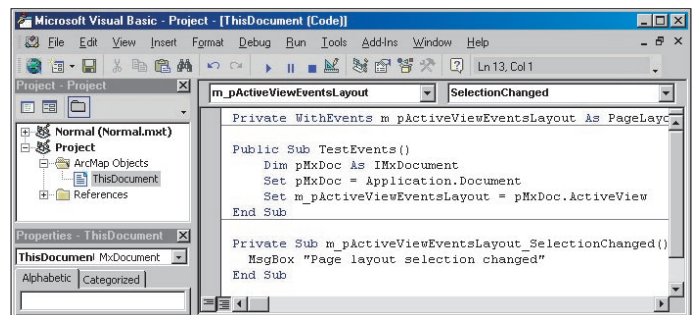 Microsoft Visual Basic - Project - [ThisDocument (Code)]
File Edit View Insert Format Debug Run Tools Add-Ins Window Help
Ln 13, Col 1
Project - Project
Normal (Normal.mxt)
Project
ArcMap Objects
ThisDocument
References
Properties - ThisDocument
ThisDocument MxDocument
Alphabetic Categorized
m_pActiveViewEventsLayout SelectionChanged
Private WithEvents m_pActiveViewEventsLayout As PageLayo
Public Sub TestEvents()
Dim pMxDoc As IMxDocument
Set pMxDoc = Application.Document
Set m_pActiveViewEventsLayout = pMxDoc.ActiveView
End Sub
Private Sub m_pActiveViewEventsLayout_SelectionChanged()
MsgBox "Page layout selection changed"
End Sub